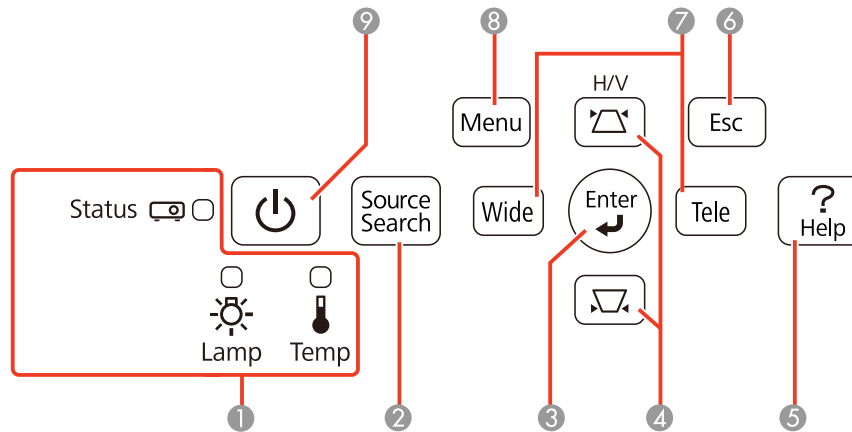 9
8
7
6
H/V
Menu
Esc
Status
Source
Search
Wide
Enter
Tele
?
Help
Lamp
Temp
1
2
3
4
5